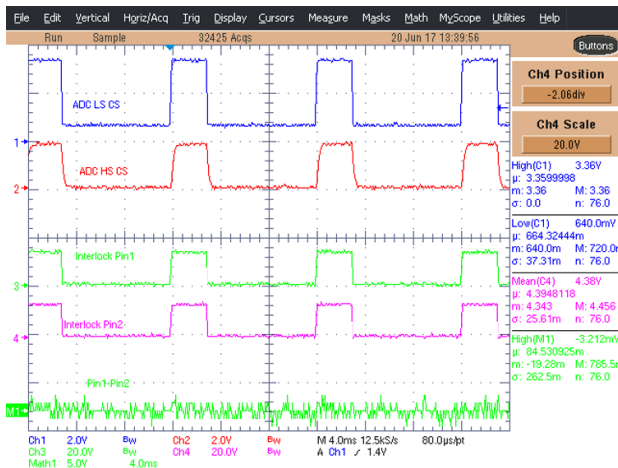 File Edit Vertical Horiz/Acq Trig Display Cursors Measure Masks Math MyScope Utilities Help
Run Sample 32425 Acqs 20 Jun 17 13:39:56
Buttons
Ch4 Position
-2.06div
Ch4 Scale
20.0V
ADC LS CS
1
ADC HS CS
2
Interlock Pin1
3
Interlock Pin2
4
Pin1-Pin2
M1
High(C1) 3.36V
µ: 3.3599998
m: 3.36 M: 3.36
σ: 0.0 n: 76.0
Low(C1) 640.0mV
µ: 664.32444m
m: 640.0m M: 720.0m
σ: 37.31m n: 76.0
Mean(C4) 4.38V
µ: 4.3948118
m: 4.343 M: 4.456
σ: 25.61m n: 76.0
High(M1) -3.212mV
µ: 84.530925m
m: -19.28m M: 785.5m
σ: 262.5m n: 76.0
Ch1 2.0V Bw Ch2 2.0V Bw M 4.0ms 12.5kS/s 80.0µs/pt
Ch3 20.0V Bw Ch4 20.0V Bw A Ch1 ∕ 1.4V
Math1 5.0V 4.0ms